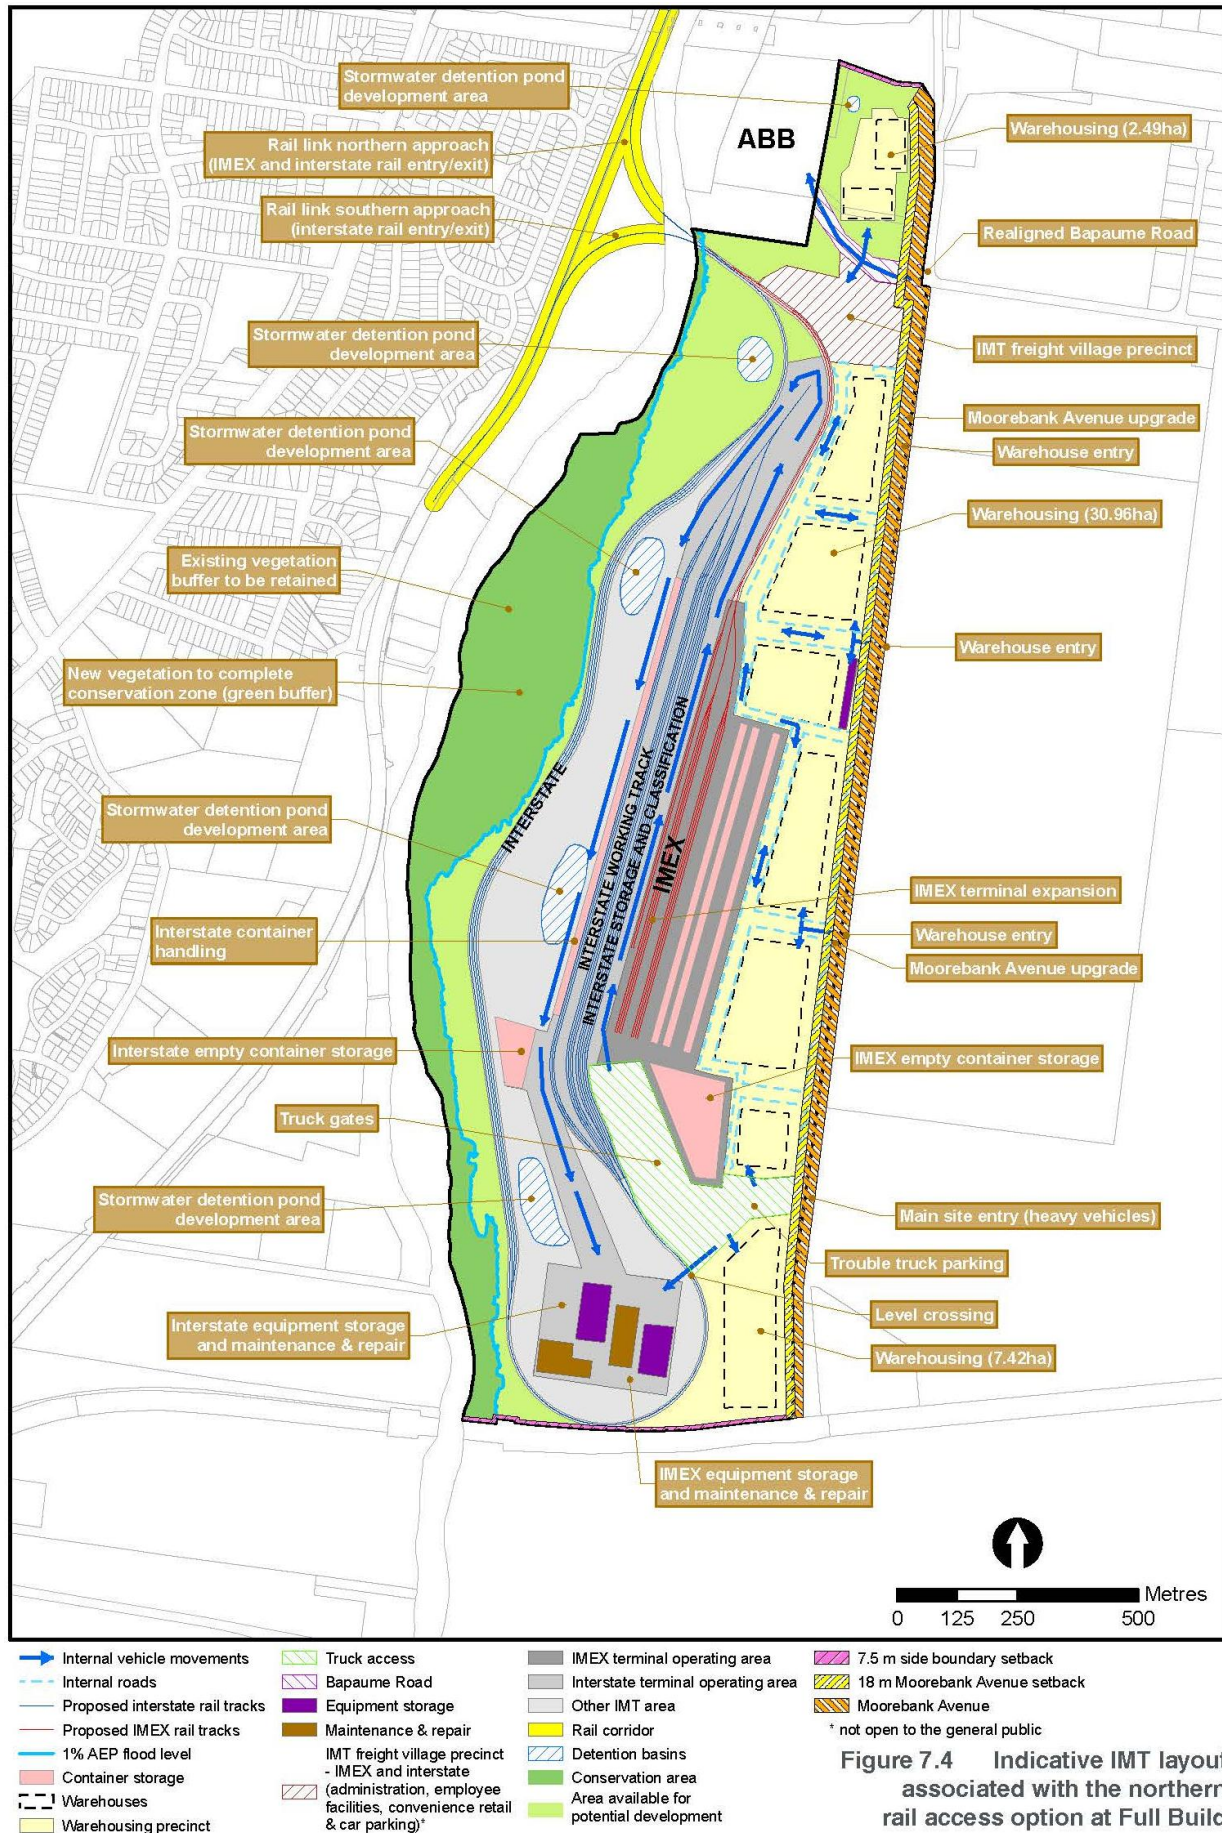 Stormwater detention pond
development area
ABB
Warehousing (2.49ha)
Rail link northern approach
(IMEX and interstate rail entry/exit)
Rail link southern approach
(interstate rail entry/exit)
Realigned Bapaume Road
Stormwater detention pond
development area
IMT freight village precinct
Moorebank Avenue upgrade
Stormwater detention pond
development area
Warehouse entry
Warehousing (30.96ha)
Existing vegetation
buffer to be retained
Warehouse entry
New vegetation to complete
conservation zone (green buffer)
INTERSTATE
INTERSTATE WORKING TRACK
INTERSTATE STORAGE AND CLASSIFICATION
IMEX
Stormwater detention pond
development area
IMEX terminal expansion
Interstate container
handling
Warehouse entry
Moorebank Avenue upgrade
Interstate empty container storage
IMEX empty container storage
Truck gates
Stormwater detention pond
development area
Main site entry (heavy vehicles)
Trouble truck parking
Level crossing
Interstate equipment storage
and maintenance & repair
Warehousing (7.42ha)
IMEX equipment storage
and maintenance & repair
Metres
0 125 250 500
Internal vehicle movements
Internal roads
Proposed interstate rail tracks
Proposed IMEX rail tracks
1% AEP flood level
Container storage
Warehouses
Warehousing precinct
Truck access
Bapaume Road
Equipment storage
Maintenance & repair
IMT freight village precinct
- IMEX and interstate
(administration, employee
facilities, convenience retail
& car parking)*
IMEX terminal operating area
Interstate terminal operating area
Other IMT area
Rail corridor
Detention basins
Conservation area
Area available for
potential development
7.5 m side boundary setback
18 m Moorebank Avenue setback
Moorebank Avenue
* not open to the general public
Figure 7.4 Indicative IMT layout
associated with the northern
rail access option at Full Build